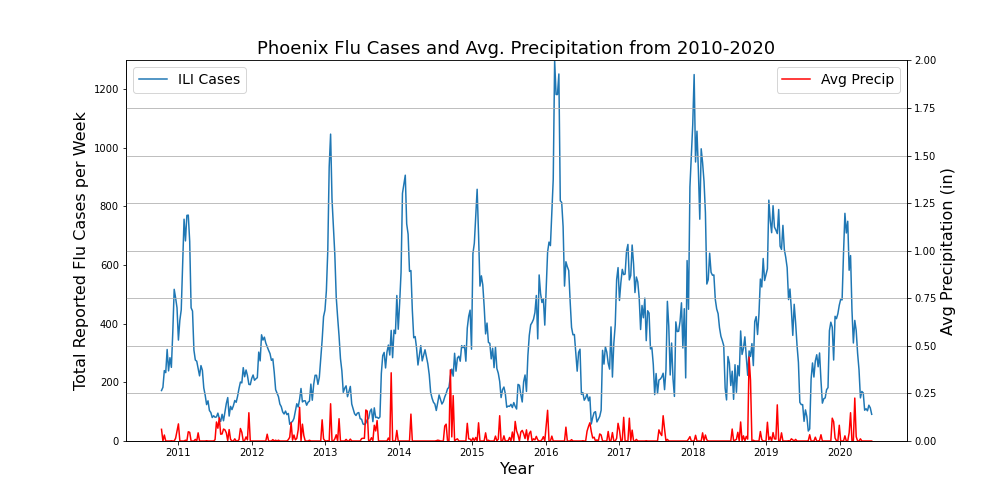 Phoenix Flu Cases and Avg. Precipitation from 2010-2020
ILI Cases
Avg Precip
Total Reported Flu Cases per Week
1200
1000
800
600
400
200
0
2.00
1.75
1.50
1.25
1.00
0.75
0.50
0.25
0.00
Avg Precipitation (in)
2011 2012 2013 2014 2015 2016 2017 2018 2019 2020
Year